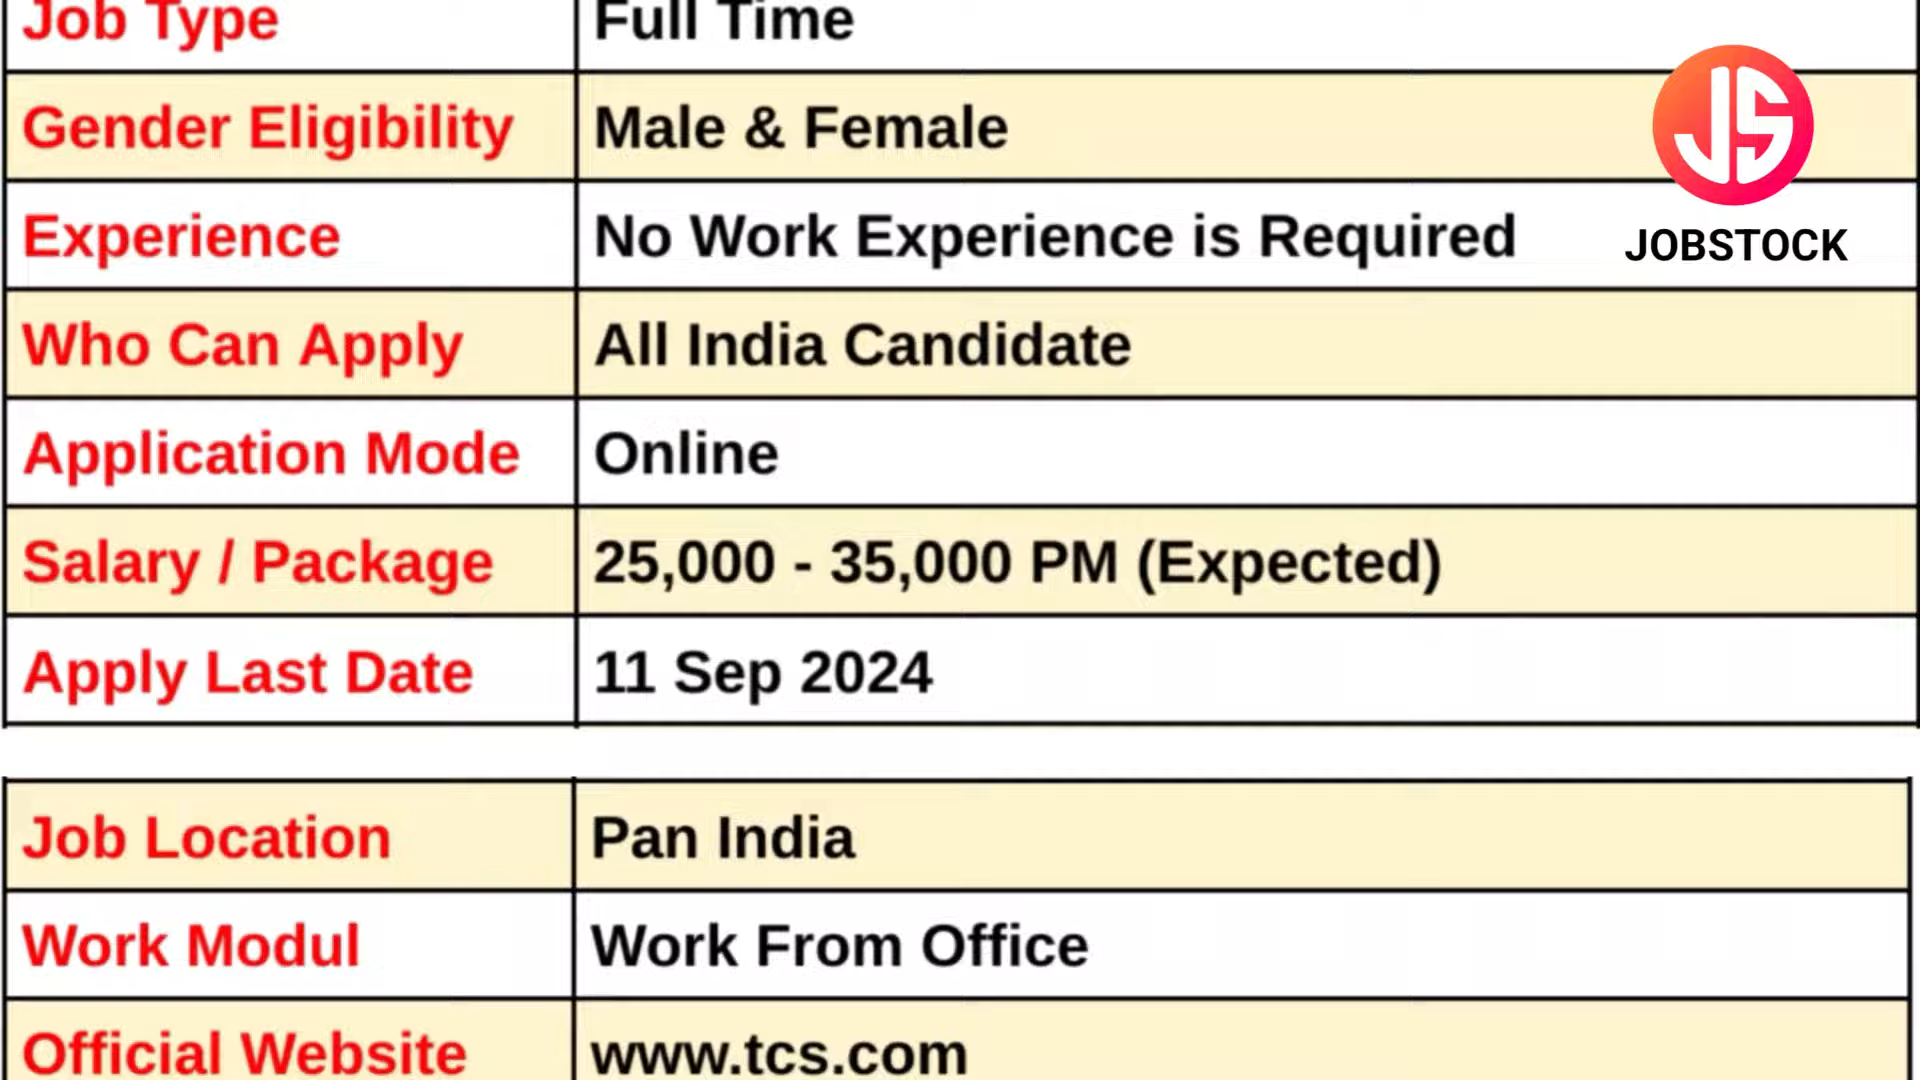 Job Type Full Time
Gender Eligibility Male & Female
Experience No Work Experience is Required
Who Can Apply All India Candidate
Application Mode Online
Salary / Package 25,000 - 35,000 PM (Expected)
Apply Last Date 11 Sep 2024
Job Location Pan India
Work Modul Work From Office
Official Website www.tcs.com
JS
JOBSTOCK